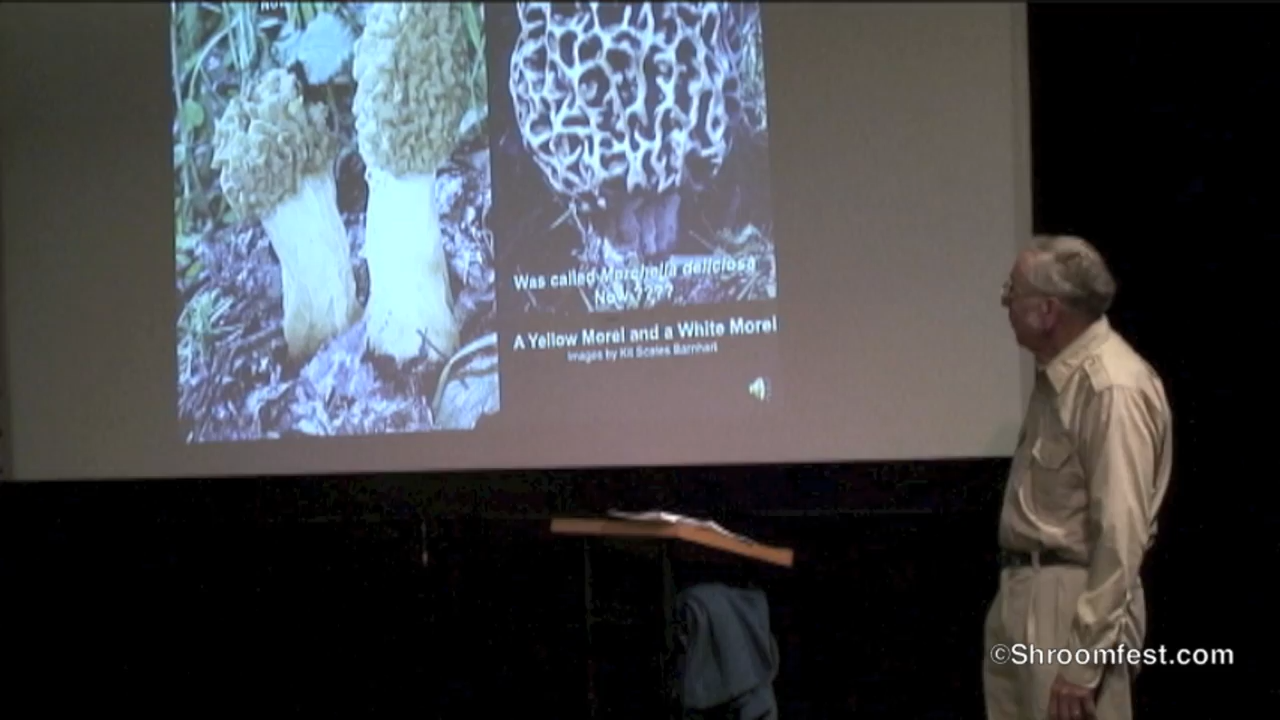 Was called Morchella deliciosa
Now ????
A Yellow Morel and a White Morel
Images by Kit Scates Barnhart
©Shroomfest.com